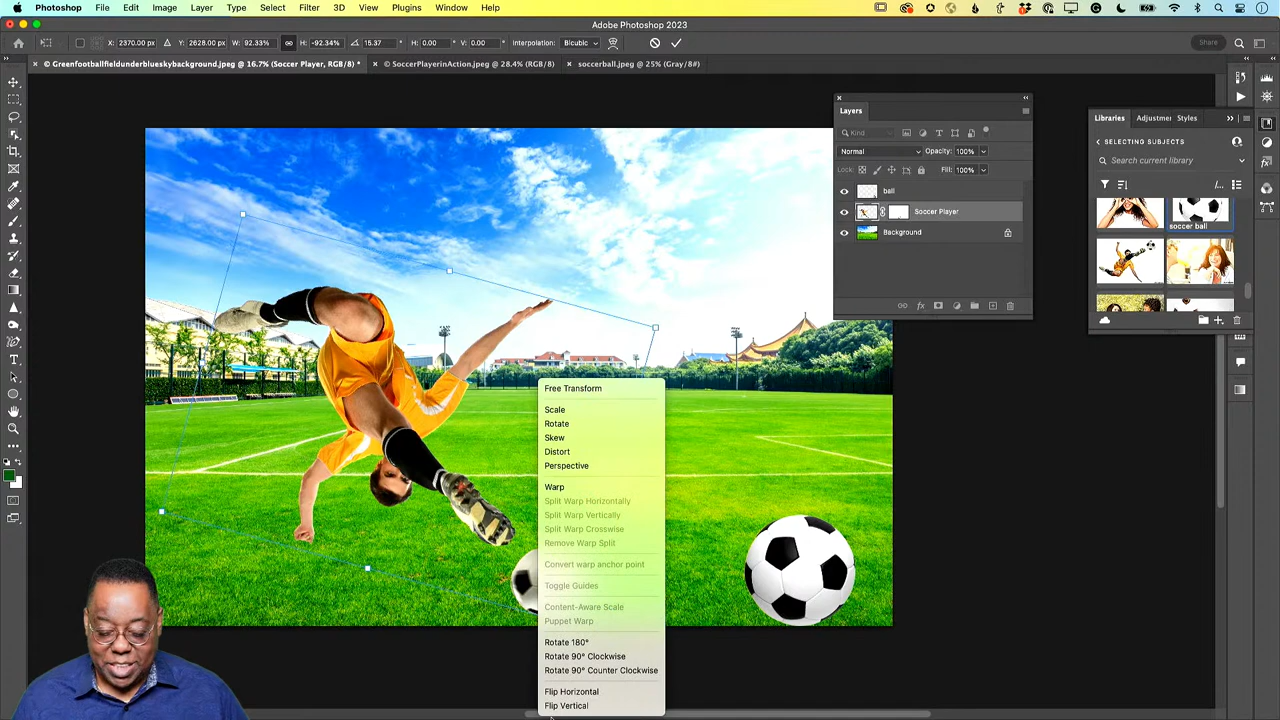 Photoshop File Edit Image Layer Type Select Filter 3D View Plugins Window Help
Adobe Photoshop 2023
X: 2370.00 px Y: 2628.00 px W: 92.33% H: -92.34% 15.37 ° H: 0.00 ° V: 0.00 ° Interpolation: Bicubic Share
× © Greenfootballfieldunderblueskybackground.jpeg @ 16.7% (Soccer Player, RGB/8) * × © SoccerPlayerinAction.jpeg @ 28.4% (RGB/8) × soccerball.jpeg @ 25% (Gray/8#)
Layers
Kind
Normal Opacity: 100%
Lock: Fill: 100%
ball
Soccer Player
Background
Libraries Adjustmer Styles
SELECTING SUBJECTS
Search current library
soccer ball
Free Transform
Scale
Rotate
Skew
Distort
Perspective
Warp
Split Warp Horizontally
Split Warp Vertically
Split Warp Crosswise
Remove Warp Split
Convert warp anchor point
Toggle Guides
Content-Aware Scale
Puppet Warp
Rotate 180°
Rotate 90° Clockwise
Rotate 90° Counter Clockwise
Flip Horizontal
Flip Vertical